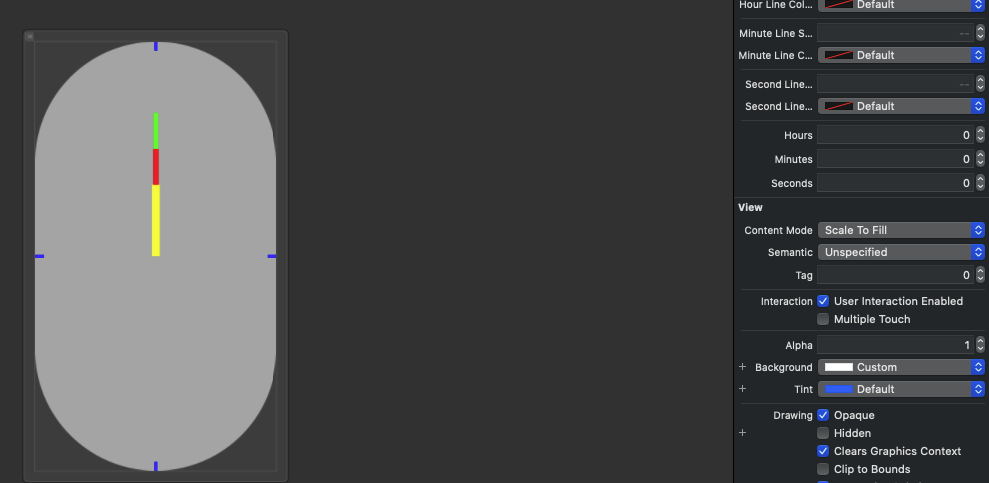 Hour Line Col... Default
Minute Line S... --
Minute Line C... Default
Second Line... --
Second Line... Default
Hours 0
Minutes 0
Seconds 0
View
Content Mode Scale To Fill
Semantic Unspecified
Tag 0
Interaction User Interaction Enabled
Multiple Touch
Alpha 1
+ Background Custom
+ Tint Default
Drawing Opaque
+ Hidden
Clears Graphics Context
Clip to Bounds